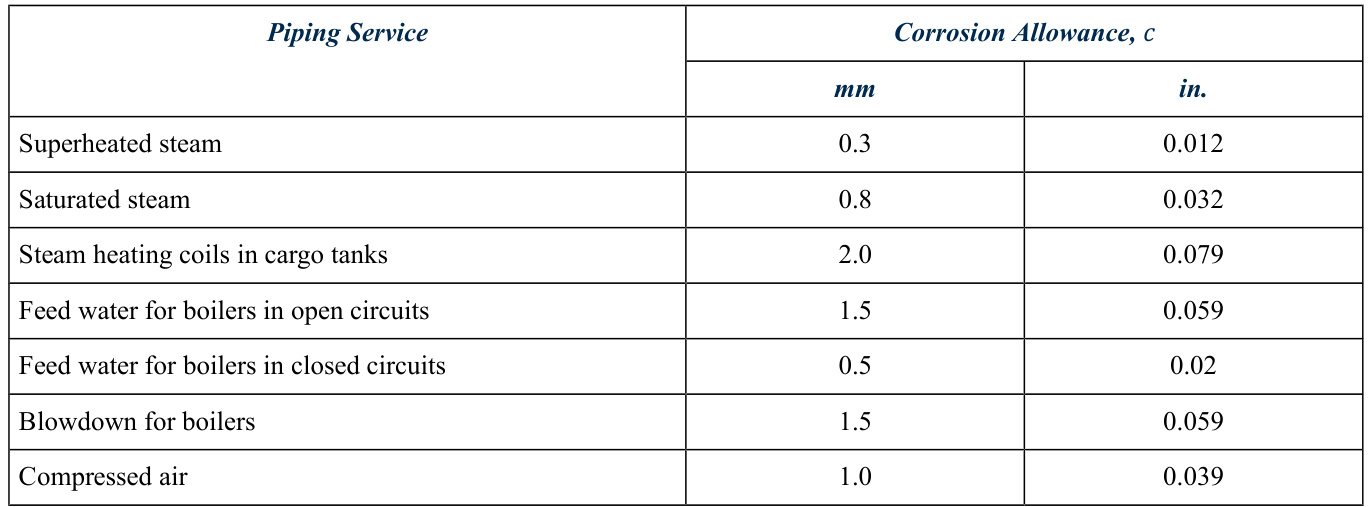 Piping Service Corrosion Allowance, c
mm in.
Superheated steam 0.3 0.012
Saturated steam 0.8 0.032
Steam heating coils in cargo tanks 2.0 0.079
Feed water for boilers in open circuits 1.5 0.059
Feed water for boilers in closed circuits 0.5 0.02
Blowdown for boilers 1.5 0.059
Compressed air 1.0 0.039